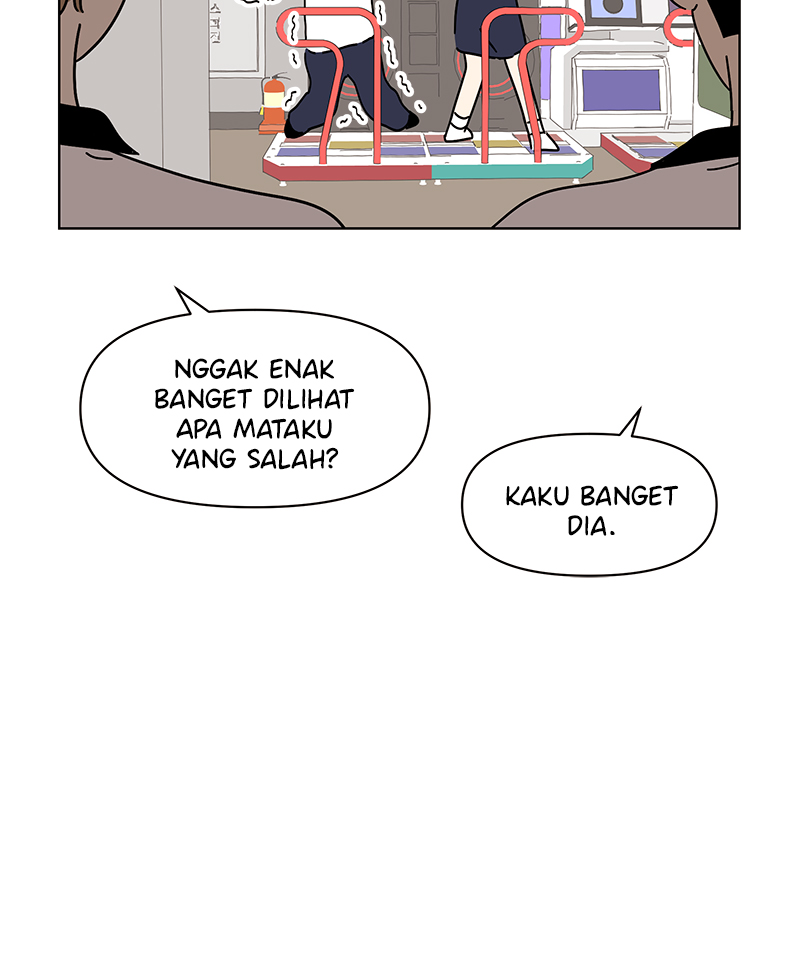 NGGAK ENAK
BANGET DILIHAT
APA MATAKU
YANG SALAH?
KAKU BANGET
DIA.